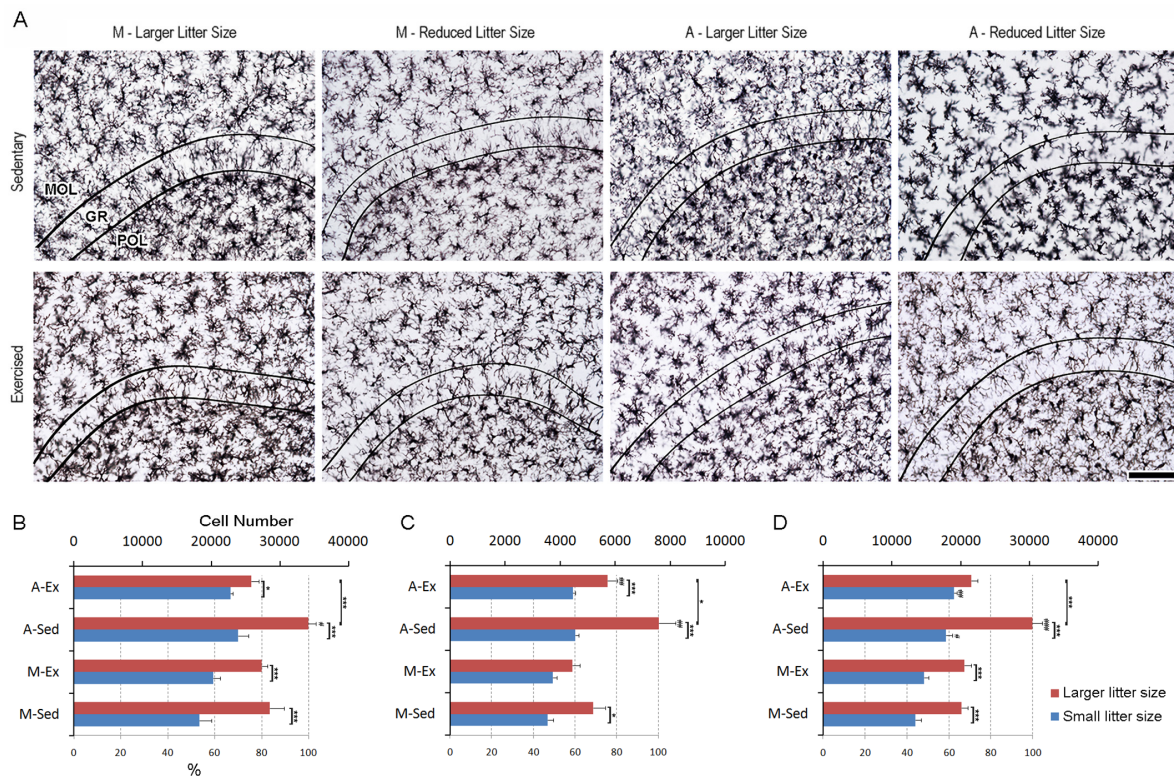 A
M - Larger Litter Size M - Reduced Litter Size A - Larger Litter Size A - Reduced Litter Size
Sedentary
MOL
GR
POL
Exercised
B Cell Number C D
0 10000 20000 30000 40000
0 2000 4000 6000 8000 10000
0 10000 20000 30000 40000
A-Ex * ***
A-Sed # ***
M-Ex ***
M-Sed ***
0 20 40 60 80 100
%
A-Ex ## *** *
A-Sed ## ***
M-Ex
M-Sed *
0 20 40 60 80 100
A-Ex ## ***
A-Sed ### # ***
M-Ex ***
M-Sed ***
0 20 40 60 80 100
Larger litter size
Small litter size